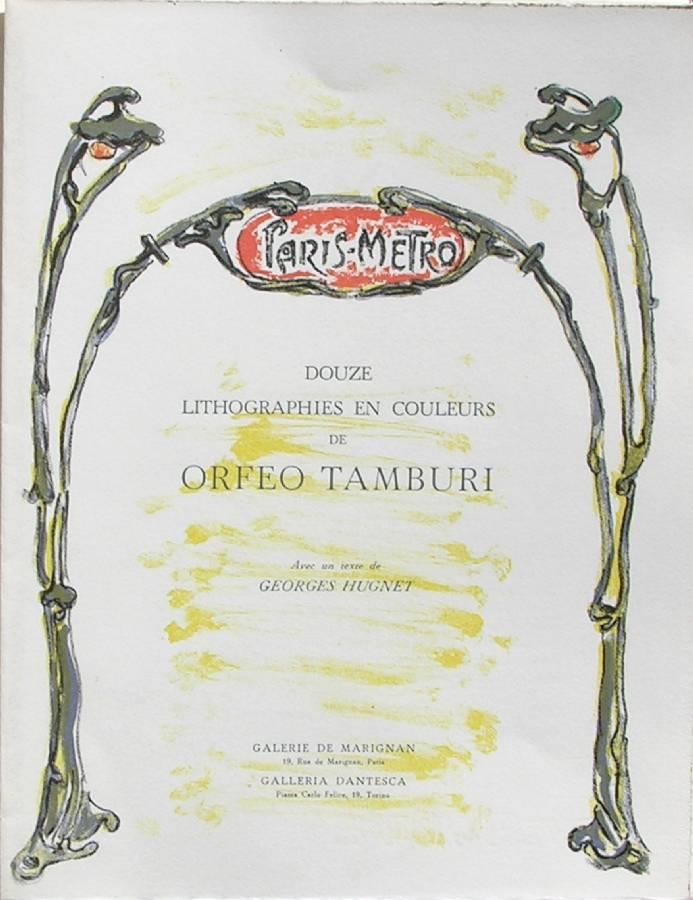 PARIS-METRO
DOUZE
LITHOGRAPHIES EN COULEURS
DE
ORFEO TAMBURI
Avec un texte de
GEORGES HUGNET
GALERIE DE MARIGNAN
19, Rue de Marignan, Paris
GALLERIA DANTESCA
Piazza Carlo Felice, 19, Torino